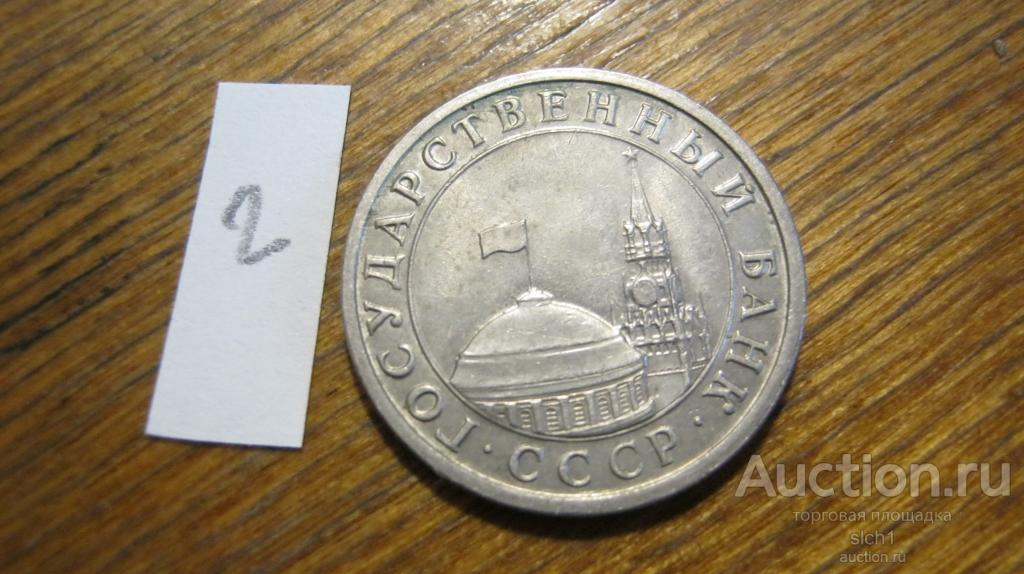 2
ГОСУДАРСТВЕННЫЙ БАНК
· СССР ·
Auction.ru
торговая площадка
slch1
auction.ru